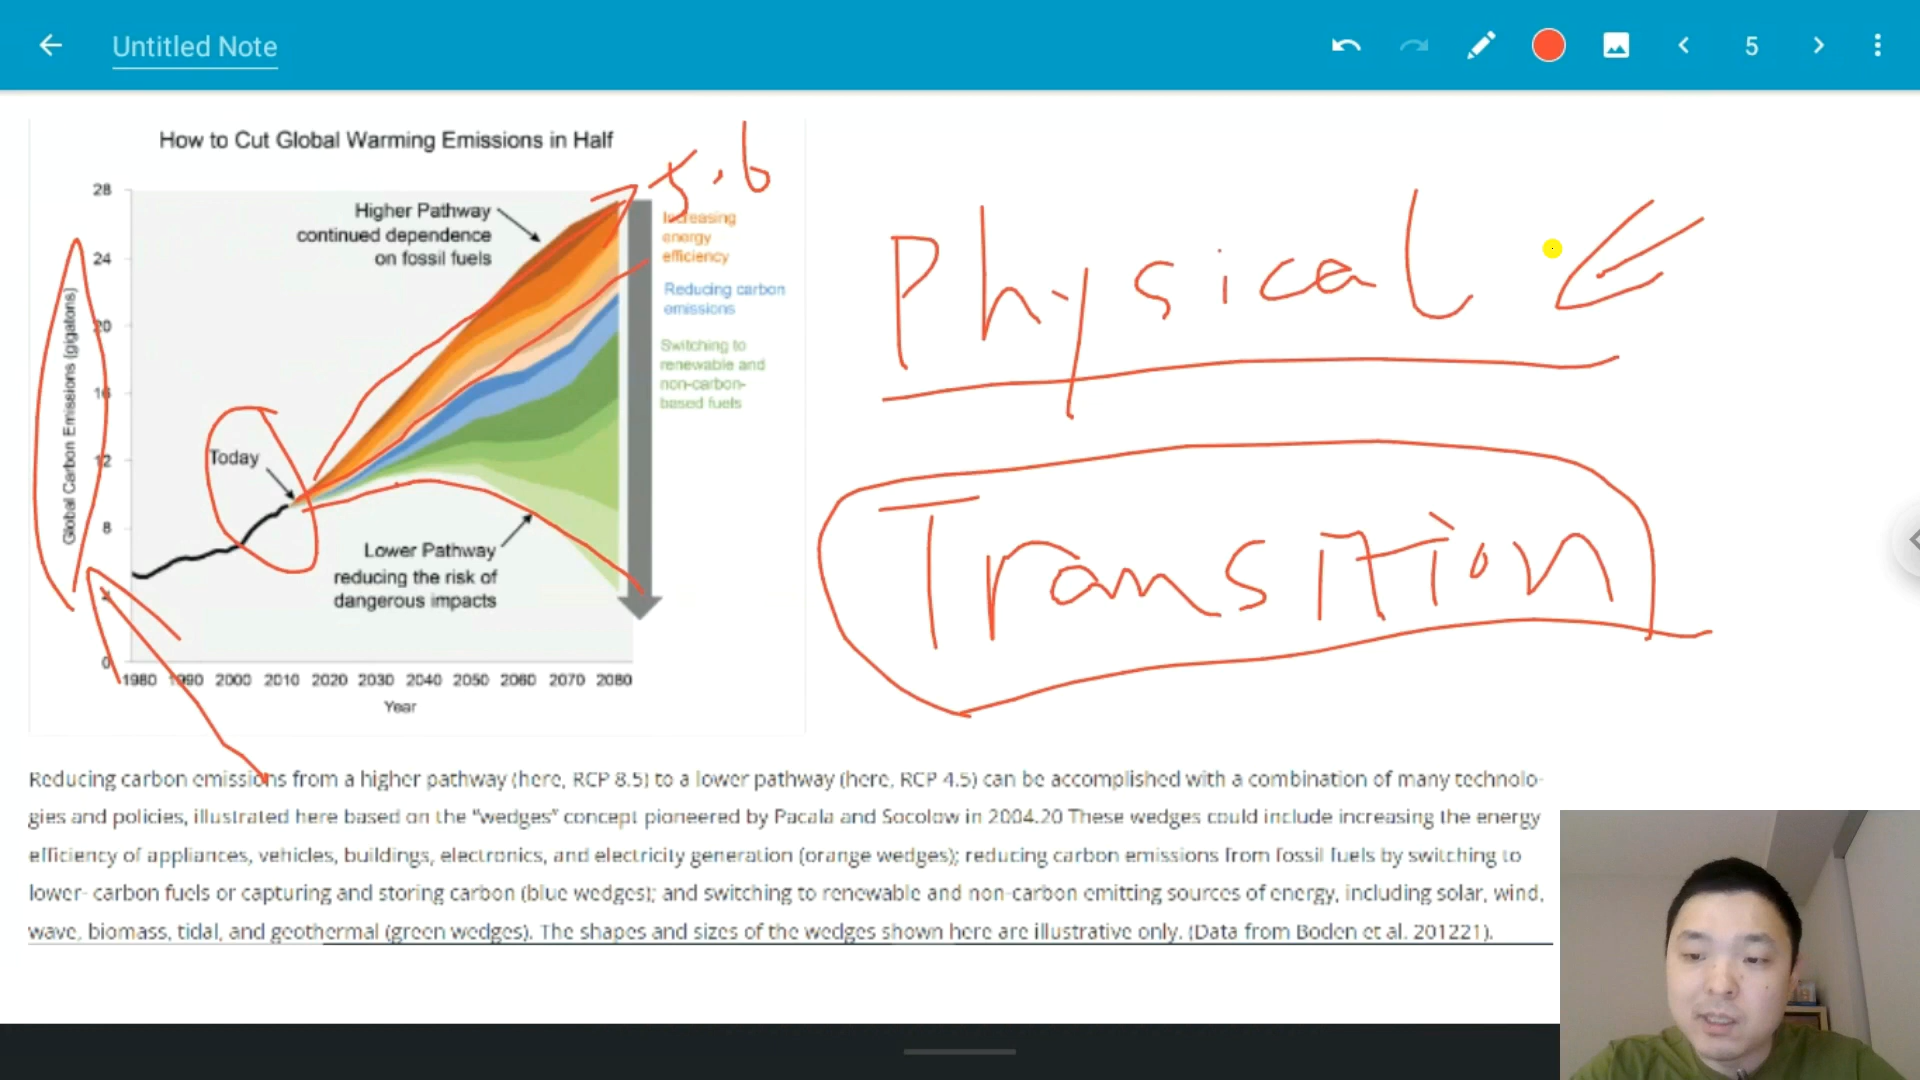 Untitled Note
5
How to Cut Global Warming Emissions in Half
5.6
28
24
20
16
12
8
4
0
Global Carbon Emissions (gigatons)
Higher Pathway
continued dependence
on fossil fuels
Increasing
energy
efficiency
Reducing carbon
emissions
Switching to
renewable and
non-carbon-
based fuels
Today
Lower Pathway
reducing the risk of
dangerous impacts
1980 1990 2000 2010 2020 2030 2040 2050 2060 2070 2080
Year
Physical
Transition
Reducing carbon emissions from a higher pathway (here, RCP 8.5) to a lower pathway (here, RCP 4.5) can be accomplished with a combination of many technolo-
gies and policies, illustrated here based on the "wedges" concept pioneered by Pacala and Socolow in 2004.20 These wedges could include increasing the energy
efficiency of appliances, vehicles, buildings, electronics, and electricity generation (orange wedges); reducing carbon emissions from fossil fuels by switching to
lower- carbon fuels or capturing and storing carbon (blue wedges); and switching to renewable and non-carbon emitting sources of energy, including solar, wind,
wave, biomass, tidal, and geothermal (green wedges). The shapes and sizes of the wedges shown here are illustrative only. (Data from Boden et al. 201221).